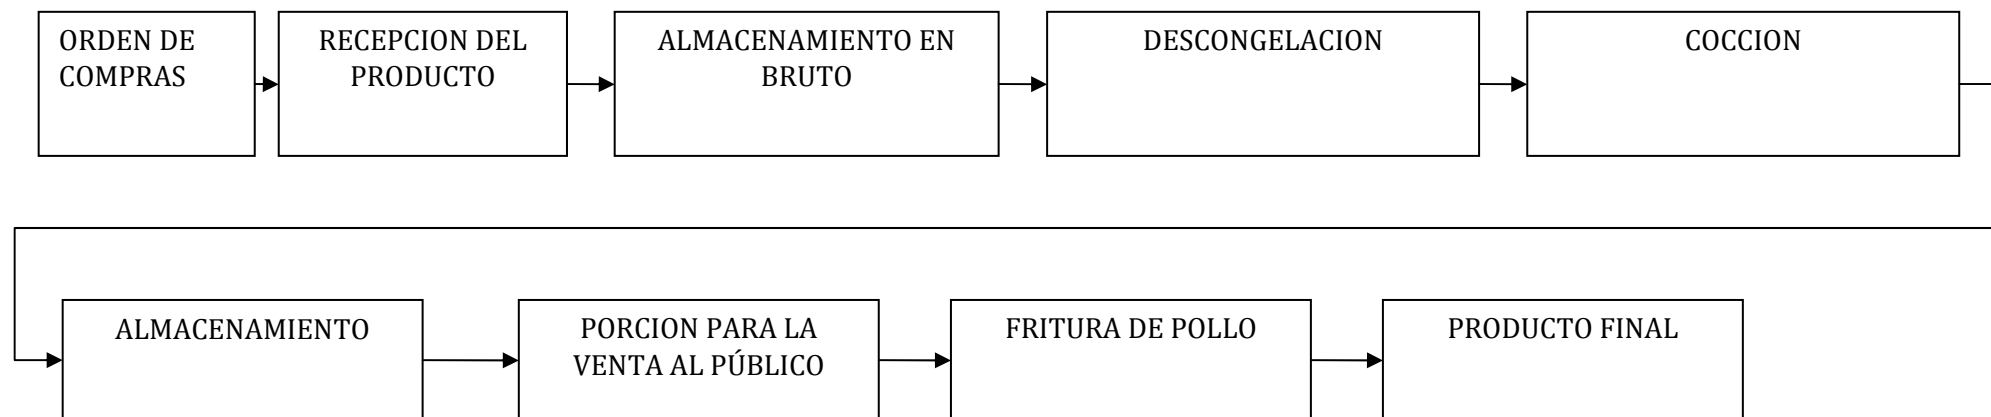 ORDEN DE
COMPRAS
RECEPCION DEL
PRODUCTO
ALMACENAMIENTO EN
BRUTO
DESCONGELACION
COCCION
ALMACENAMIENTO
PORCION PARA LA
VENTA AL PÚBLICO
FRITURA DE POLLO
PRODUCTO FINAL